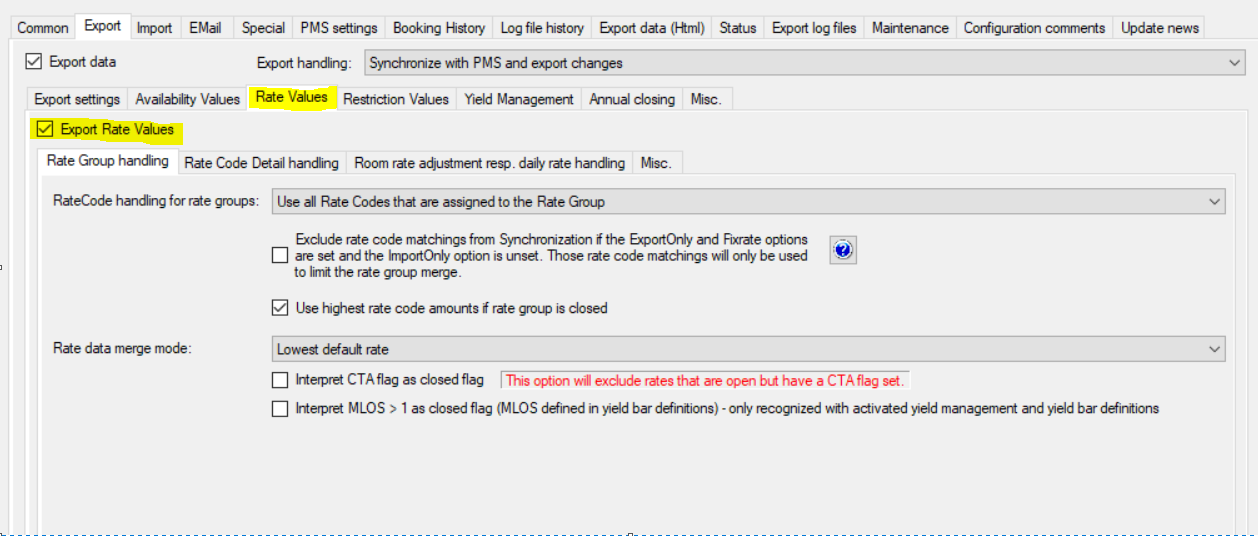 Common Export Import EMail Special PMS settings Booking History Log file history Export data (Html) Status Export log files Maintenance Configuration comments Update news
Export data Export handling: Synchronize with PMS and export changes
Export settings Availability Values Rate Values Restriction Values Yield Management Annual closing Misc.
Export Rate Values
Rate Group handling Rate Code Detail handling Room rate adjustment resp. daily rate handling Misc.
RateCode handling for rate groups: Use all Rate Codes that are assigned to the Rate Group
Exclude rate code matchings from Synchronization if the ExportOnly and Fixrate options
are set and the ImportOnly option is unset. Those rate code matchings will only be used
to limit the rate group merge.
Use highest rate code amounts if rate group is closed
Rate data merge mode: Lowest default rate
Interpret CTA flag as closed flag This option will exclude rates that are open but have a CTA flag set.
Interpret MLOS > 1 as closed flag (MLOS defined in yield bar definitions) - only recognized with activated yield management and yield bar definitions